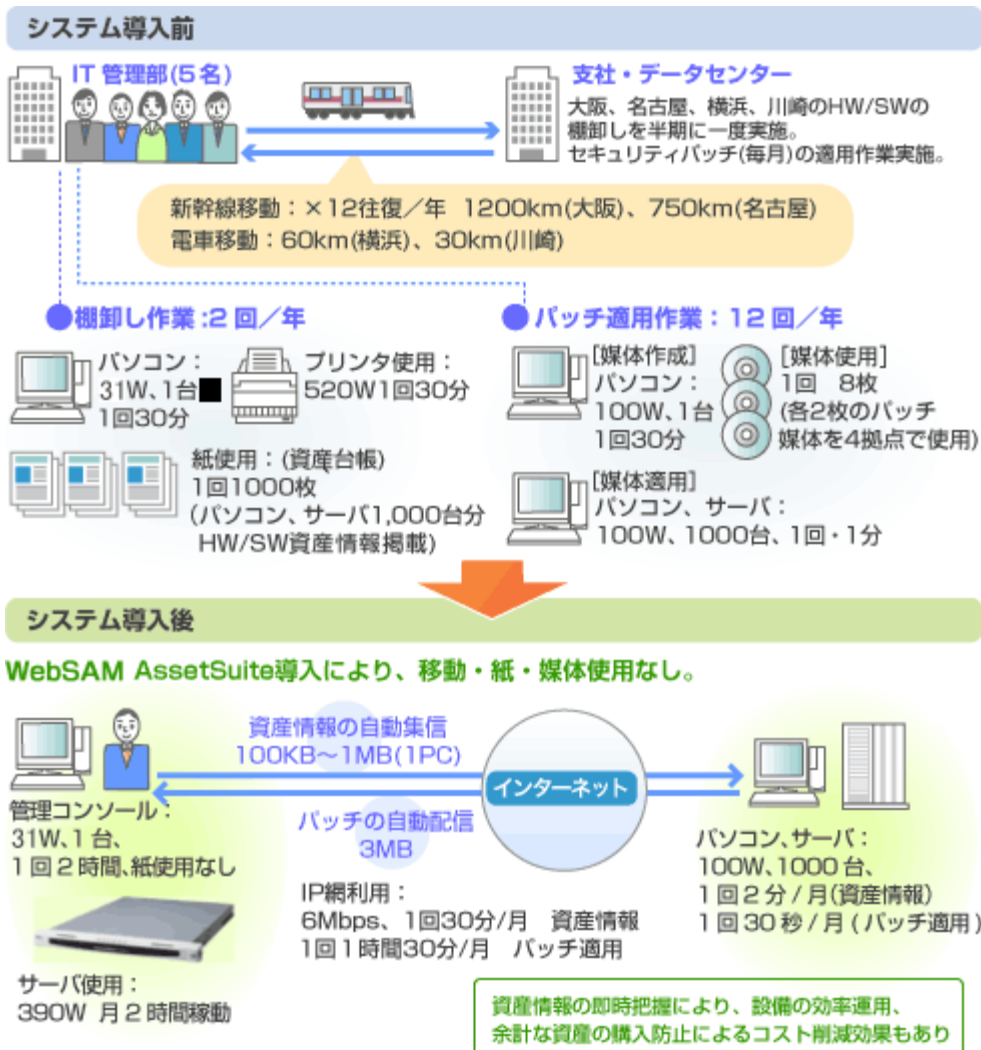 システム導入前
IT 管理部(5名)
支社・データセンター
大阪、名古屋、横浜、川崎のHW/SWの
棚卸しを半期に一度実施。
セキュリティパッチ(毎月)の適用作業実施。
新幹線移動：×12往復／年 1200km(大阪)、750km(名古屋)
電車移動：60km(横浜)、30km(川崎)
●棚卸し作業:2回／年
パソコン：
31W、1台
1回30分
プリンタ使用：
520W1回30分
紙使用：(資産台帳)
1回1000枚
(パソコン、サーバ1,000台分
HW/SW資産情報掲載)
●パッチ適用作業：12回／年
[媒体作成]
パソコン：
100W、1台
1回30分
[媒体使用]
1回 8枚
(各2枚のパッチ
媒体を4拠点で使用)
[媒体適用]
パソコン、サーバ：
100W、1000台、1回・1分
システム導入後
WebSAM AssetSuite導入により、移動・紙・媒体使用なし。
資産情報の自動集信
100KB～1MB(1PC)
インターネット
パッチの自動配信
3MB
管理コンソール：
31W、1台、
1回2時間、紙使用なし
IP網利用：
6Mbps、1回30分/月 資産情報
1回1時間30分/月 パッチ適用
パソコン、サーバ：
100W、1000台、
1回2分/月(資産情報)
1回30秒/月(パッチ適用)
サーバ使用：
390W 月2時間稼動
資産情報の即時把握により、設備の効率運用、
余計な資産の購入防止によるコスト削減効果もあり